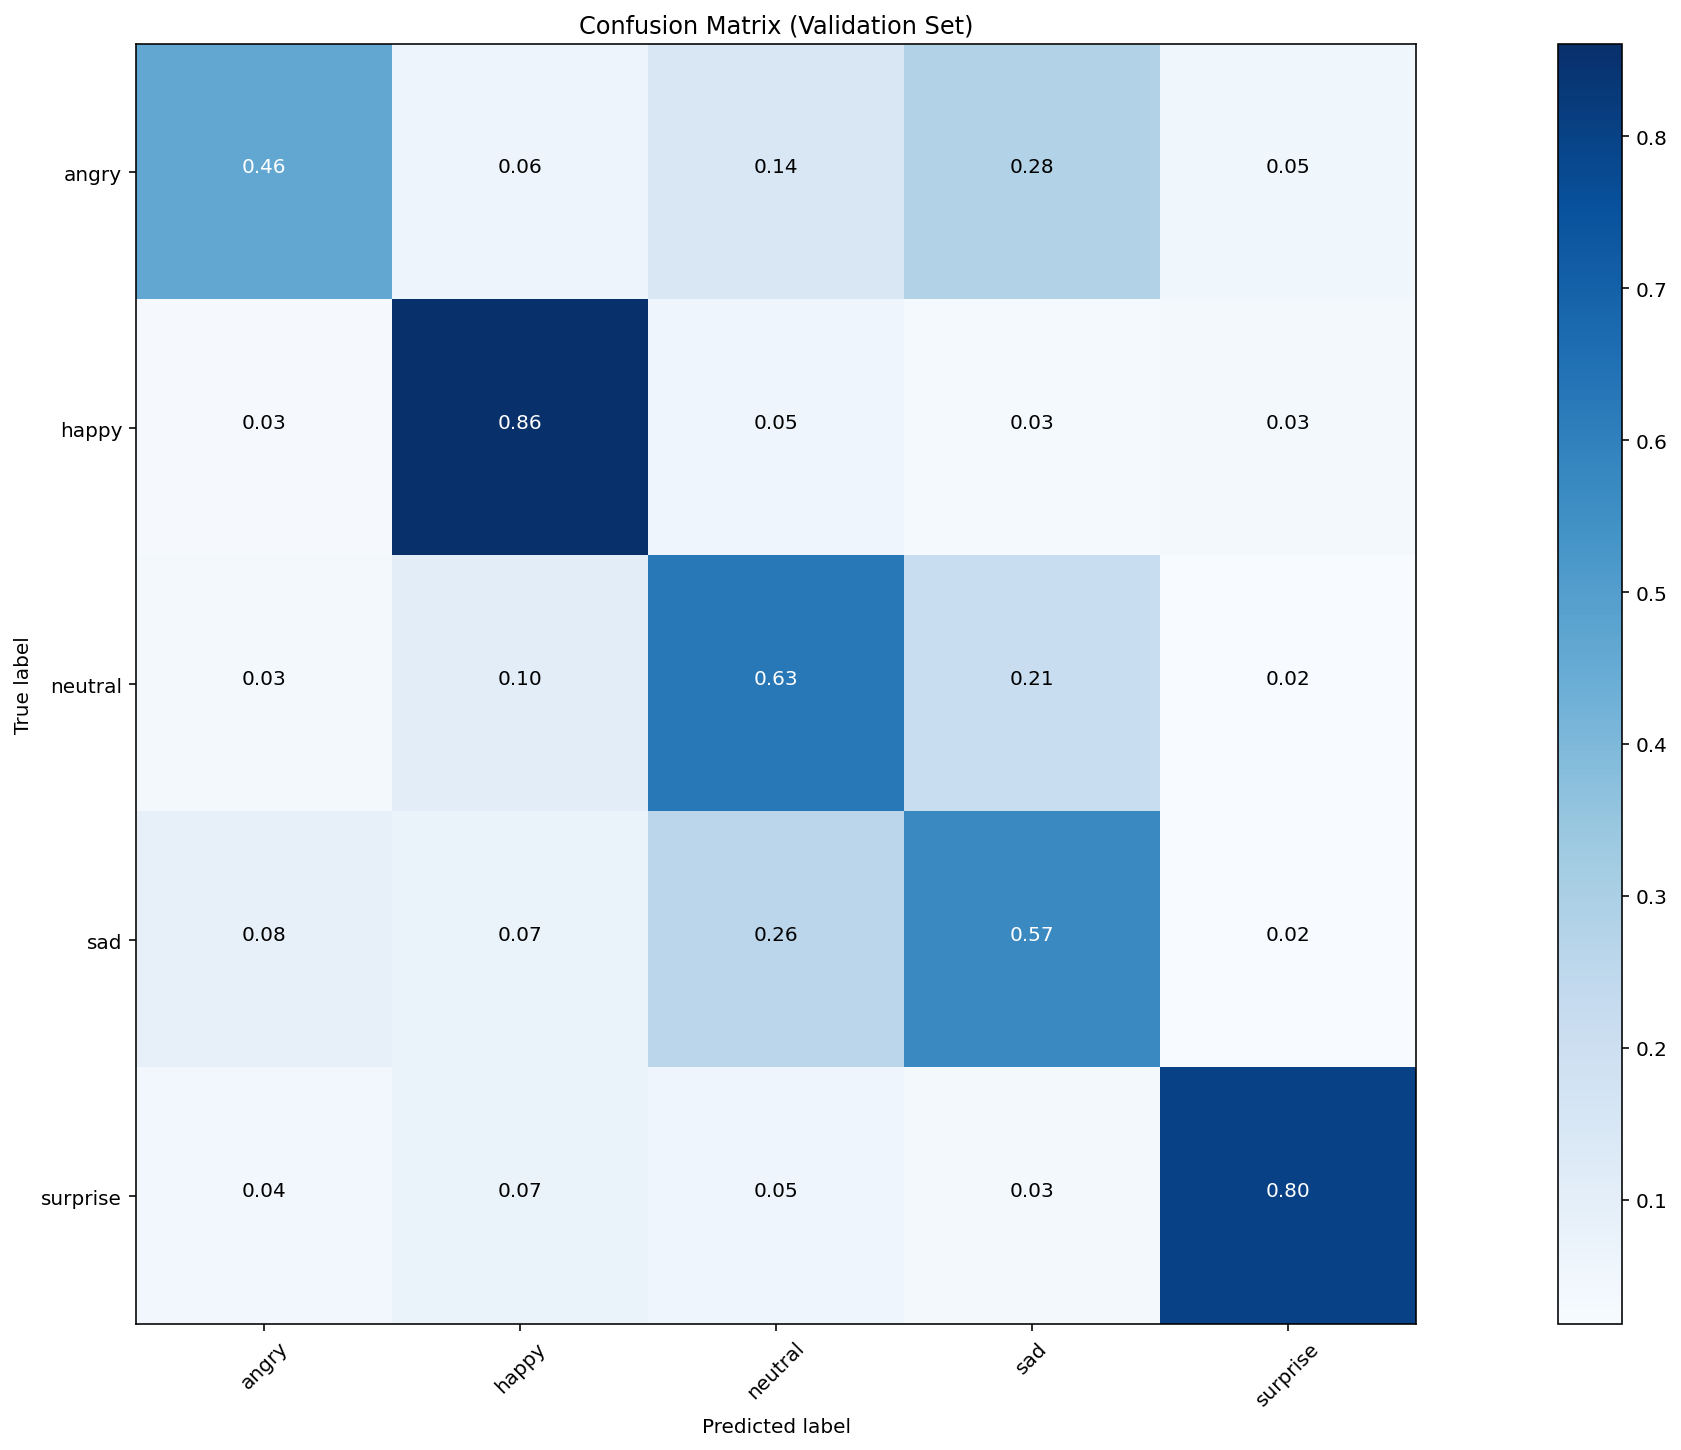 Confusion Matrix (Validation Set)
angry 0.46 0.06 0.14 0.28 0.05
happy 0.03 0.86 0.05 0.03 0.03
neutral 0.03 0.10 0.63 0.21 0.02
sad 0.08 0.07 0.26 0.57 0.02
surprise 0.04 0.07 0.05 0.03 0.80
True label
angry happy neutral sad surprise
Predicted label
0.8
0.7
0.6
0.5
0.4
0.3
0.2
0.1